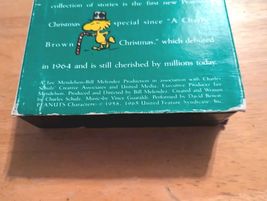 collection of stories is the first new Peanuts
Christmas special since "A Charlie
Brown Christmas," which debuted
in 1964 and is still cherished by millions today.
A Lee Mendelson-Bill Melendez Production in association with Charles
Schulz Creative Associates and United Media. Executive Producer Lee
Mendelson. Produced and Directed by Bill Melendez. Created and Written
by Charles Schulz. Music by Vince Guaraldi. Performed by David Benoit.
PEANUTS Characters © 1958, 1965 United Feature Syndicate, Inc.